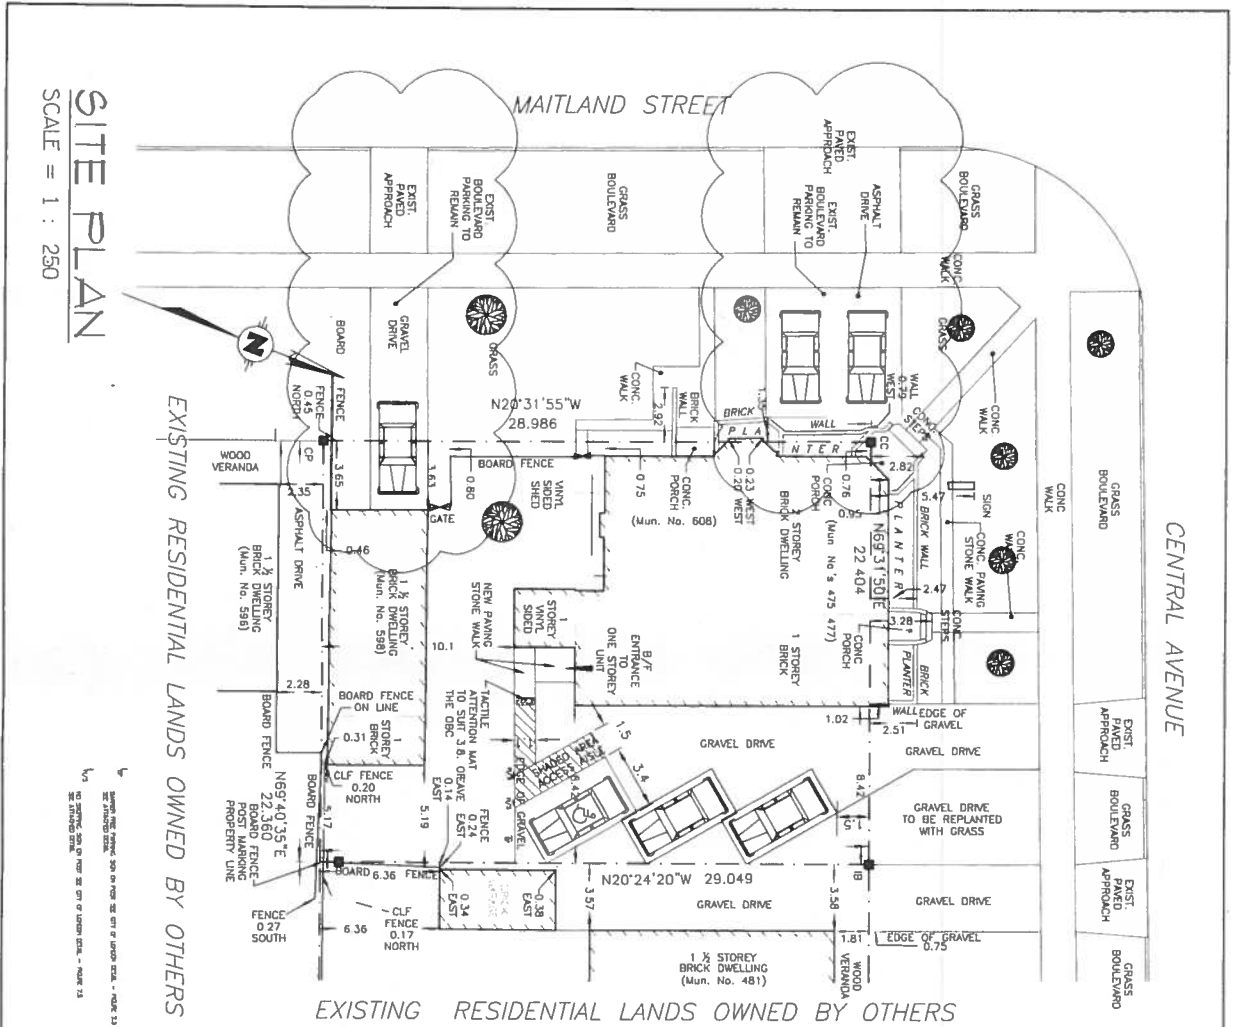 MAITLAND STREET
SITE PLAN
SCALE = 1 : 250
EXIST.
PAVED
APPROACH
EXIST
BOULEVARD
PARKING TO
REMAIN
GRASS
BOULEVARD
EXIST.
PAVED
APPROACH
EXIST.
BOULEVARD
PARKING TO
REMAIN
ASPHALT
DRIVE
GRASS
BOULEVARD
CONC.
WALK
GRASS
BOARD FENCE
GRAVEL
DRIVE
GRASS
N
FENCE
0.45
NORTH
CONC.
WALK
2.92
BRICK
WALL
N20°31'55"W
28.986
1.35
BRICK
WALL
PLA
NTER
WALL
0.79
WEST
CONC.
STEPS
CC
CONC
WALK
GRASS
BOULEVARD
CONC
WALK
CENTRAL AVENUE
WOOD
VERANDA
CP
3.65
3.63
0.80
BOARD FENCE
VINYL
SIDED
SHED
GATE
0.75
CONC.
PORCH
(Mun. No. 608)
0.23 WEST
0.20 WEST
2 STOREY
BRICK DWELLING
CONC
PORCH
(Mun No's 475 477)
0.76
0.95
2.82
5.47
SIGN
N69°31'50"E
22 404
PLANTER
BRICK WALL
CONC. PAVING
STONE WALK
2.47
3.28
CONC
STEPS
CONC
PORCH
PLANTER
BRICK
WALL
2.35
ASPHALT DRIVE
0.46
1 ½ STOREY
BRICK DWELLING
(Mun. No. 596)
1 ½ STOREY
BRICK DWELLING
(Mun. No. 598)
10.1
NEW PAVING
STONE WALK
1
STOREY
VINYL
SIDED
B/F
ENTRANCE
TO
ONE STOREY
UNIT
1 STOREY
BRICK
2.28
BOARD FENCE
ON LINE
BOARD FENCE
0.31
1
STOREY
BRICK
TACTILE
ATTENTION MAT
TO SUIT 3.8.
THE OBC
1.5
3.4
SHADED AREA
ACCESS AISLE
EDGE OF GRAVEL
GRAVEL DRIVE
1.02
2.51
EDGE OF
GRAVEL
GRAVEL DRIVE
EXIST.
PAVED
APPROACH
CLF FENCE
0.20
NORTH
N69°40'35"E
22.360
BOARD FENCE
POST MARKING
PROPERTY LINE
BOARD FENCE
5.17
5.19
0.14
EAST
FENCE
0.24
EAST
8.42
1.5
GRAVEL DRIVE
TO BE REPLANTED
WITH GRASS
GRASS
BOULEVARD
BOARD 6.36 FENCE
N20°24'20"W 29.049
IB
0.34
EAST
0.38
EAST
3.57
3.58
GRAVEL DRIVE
GRAVEL DRIVE
EXIST.
PAVED
APPROACH
FENCE
0.27
SOUTH
6.36
CLF
FENCE
0.17
NORTH
1.81
EDGE OF GRAVEL
0.75
1 ½ STOREY
BRICK DWELLING
(Mun. No. 481)
WOOD
VERANDA
GRASS
BOULEVARD
EXISTING RESIDENTIAL LANDS OWNED BY OTHERS
EXISTING RESIDENTIAL LANDS OWNED BY OTHERS